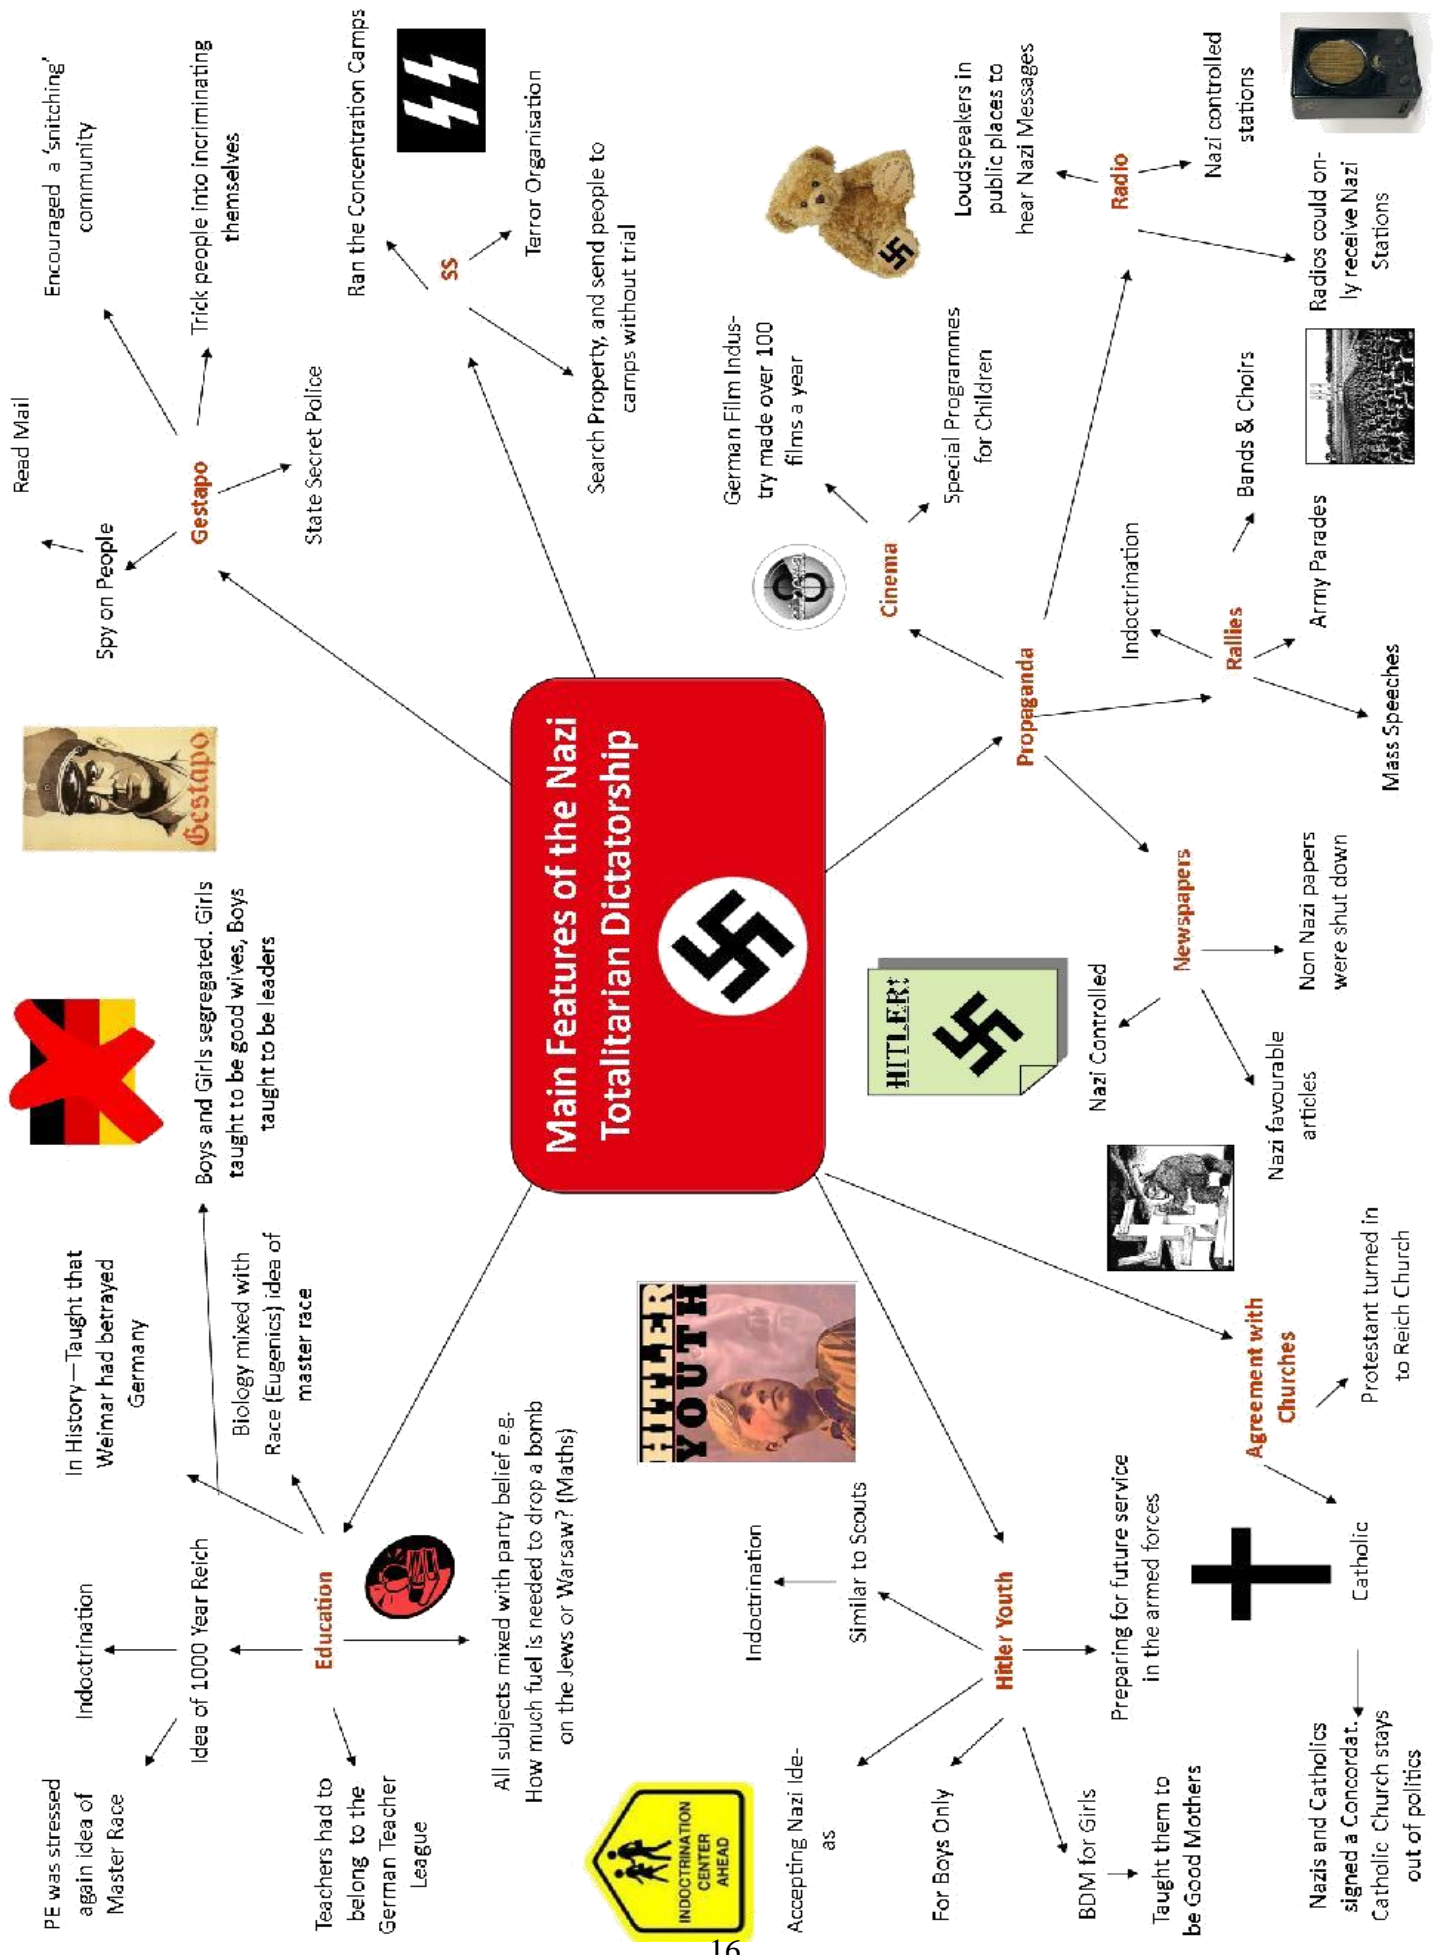 Main Features of the Nazi
Totalitarian Dictatorship
Education
Idea of 1000 Year Reich
Indoctrination
PE was stressed
again idea of
Master Race
Teachers had to
belong to the
German Teacher
League
All subjects mixed with party belief e.g.
How much fuel is needed to drop a bomb
on the Jews or Warsaw? (Maths)
In History—Taught that
Weimar had betrayed
Germany
Biology mixed with
Race (Eugenics) idea of
master race
Boys and Girls segregated. Girls
taught to be good wives, Boys
taught to be leaders
Gestapo
Gestapo
Spy on People
Read Mail
Encouraged a 'snitching'
community
Trick people into incriminating
themselves
State Secret Police
SS
Ran the Concentration Camps
Terror Organisation
Search Property, and send people to
camps without trial
INDOCTRINATION
CENTER
AHEAD
HITLER
YOUTH
Hitler Youth
Indoctrination
Similar to Scouts
Accepting Nazi Ide-
as
For Boys Only
BDM for Girls
Taught them to
be Good Mothers
Preparing for future service
in the armed forces
Agreement with
Churches
Catholic
Nazis and Catholics
signed a Concordat.
Catholic Church stays
out of politics
Protestant turned in
to Reich Church
Propaganda
HITLER!
Newspapers
Nazi Controlled
Nazi favourable
articles
Non Nazi papers
were shut down
Cinema
German Film Indus-
try made over 100
films a year
Special Programmes
for Children
Rallies
Indoctrination
Bands & Choirs
Army Parades
Mass Speeches
Radio
Loudspeakers in
public places to
hear Nazi Messages
Nazi controlled
stations
Radios could on-
ly receive Nazi
Stations
16